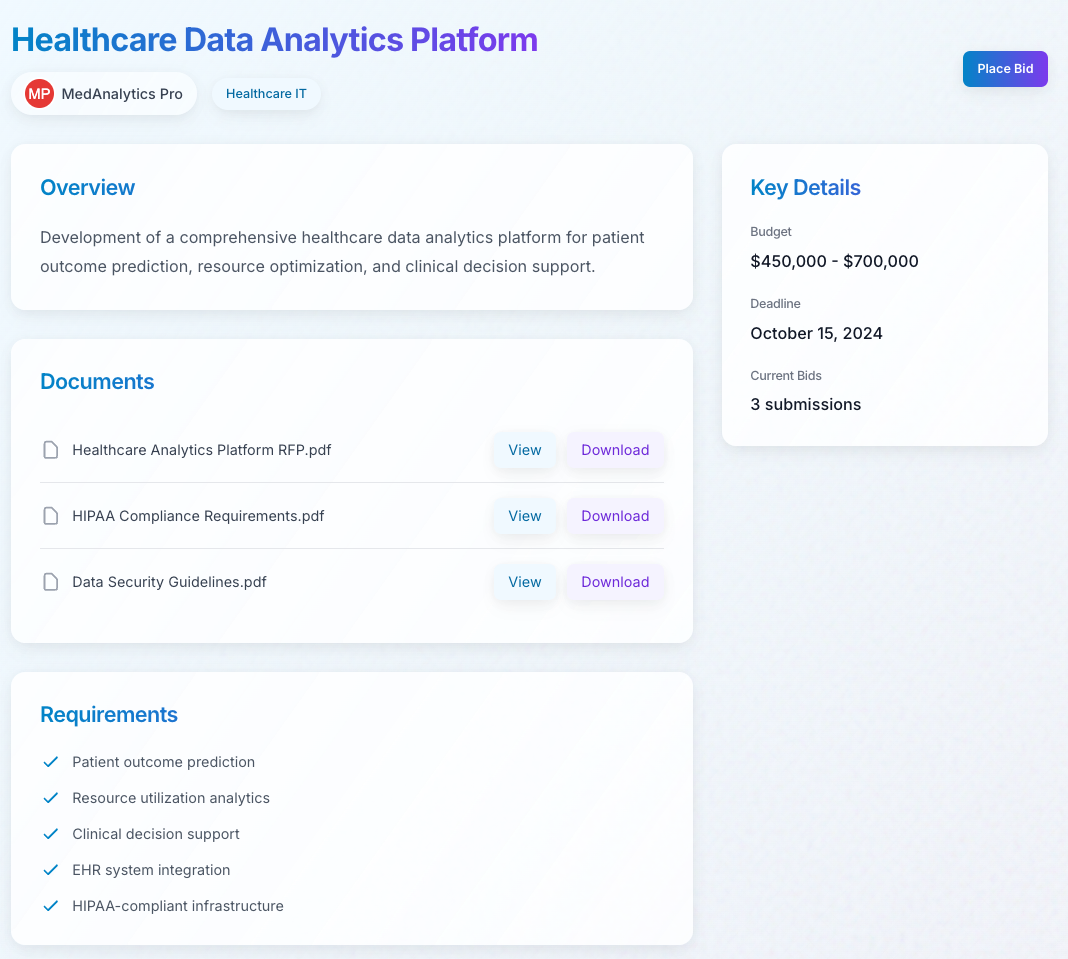 Healthcare Data Analytics Platform
MP MedAnalytics Pro
Healthcare IT
Place Bid
Overview
Development of a comprehensive healthcare data analytics platform for patient
outcome prediction, resource optimization, and clinical decision support.
Documents
Healthcare Analytics Platform RFP.pdf View Download
HIPAA Compliance Requirements.pdf View Download
Data Security Guidelines.pdf View Download
Requirements
Patient outcome prediction
Resource utilization analytics
Clinical decision support
EHR system integration
HIPAA-compliant infrastructure
Key Details
Budget
$450,000 - $700,000
Deadline
October 15, 2024
Current Bids
3 submissions